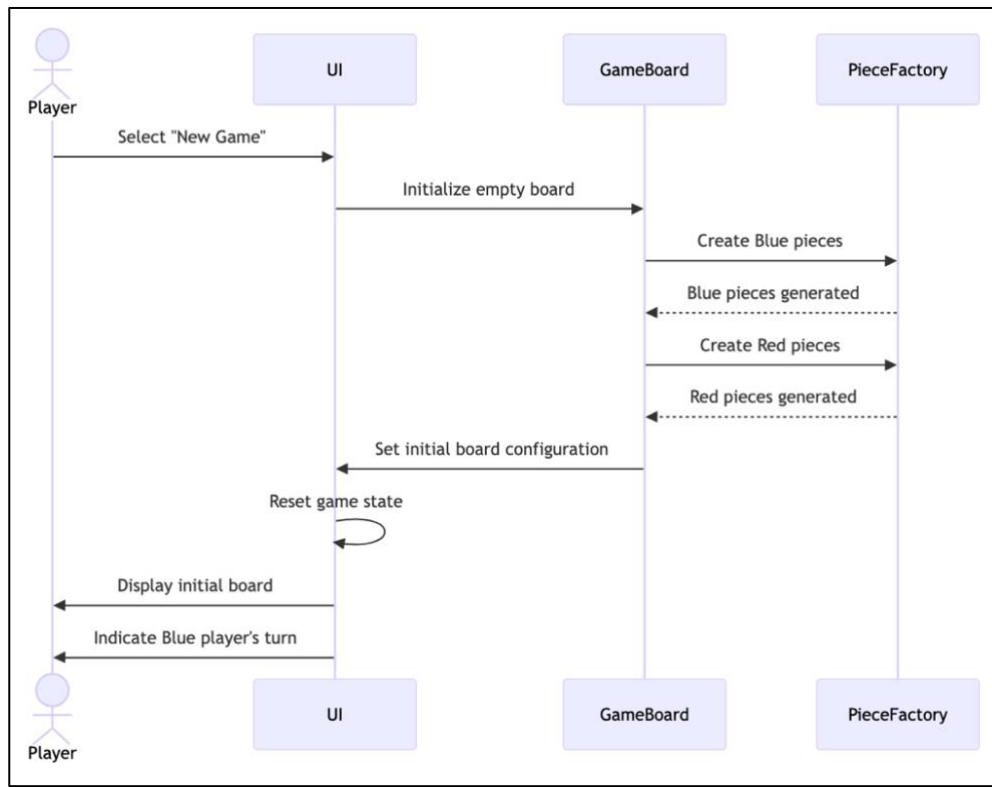 UI
GameBoard
PieceFactory
Player
Select "New Game"
Initialize empty board
Create Blue pieces
Blue pieces generated
Create Red pieces
Red pieces generated
Set initial board configuration
Reset game state
Display initial board
Indicate Blue player's turn
UI
GameBoard
PieceFactory
Player